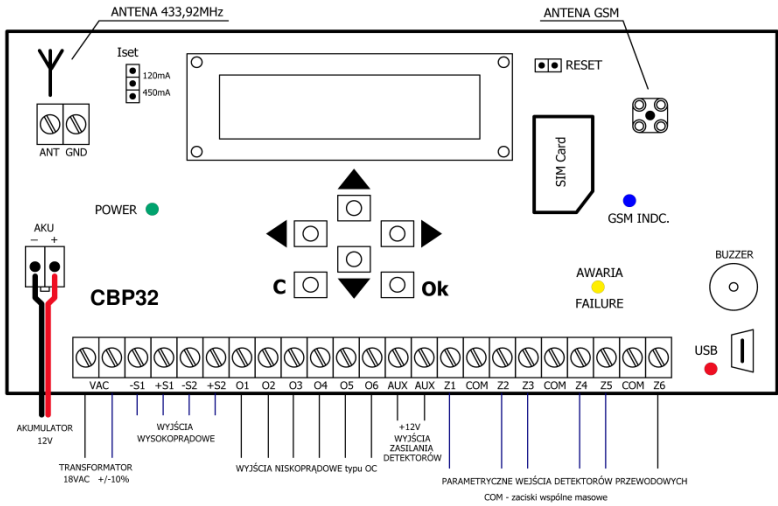 ANTENA 433,92MHz
ANTENA GSM
Iset
120mA
450mA
RESET
ANT GND
SIM Card
POWER
GSM INDC.
AKU
– +
BUZZER
C
Ok
AWARIA
FAILURE
CBP32
USB
VAC -S1 +S1 -S2 +S2 O1 O2 O3 O4 O5 O6 AUX AUX Z1 COM Z2 Z3 COM Z4 Z5 COM Z6
AKUMULATOR
12V
WYJŚCIA
WYSOKOPRĄDOWE
+12V
WYJŚCIA
ZASILANIA
DETEKTORÓW
TRANSFORMATOR
18VAC +/-10%
WYJŚCIA NISKOPRĄDOWE typu OC
PARAMETRYCZNE WEJŚCIA DETEKTORÓW PRZEWODOWYCH
COM - zaciski wspólne masowe